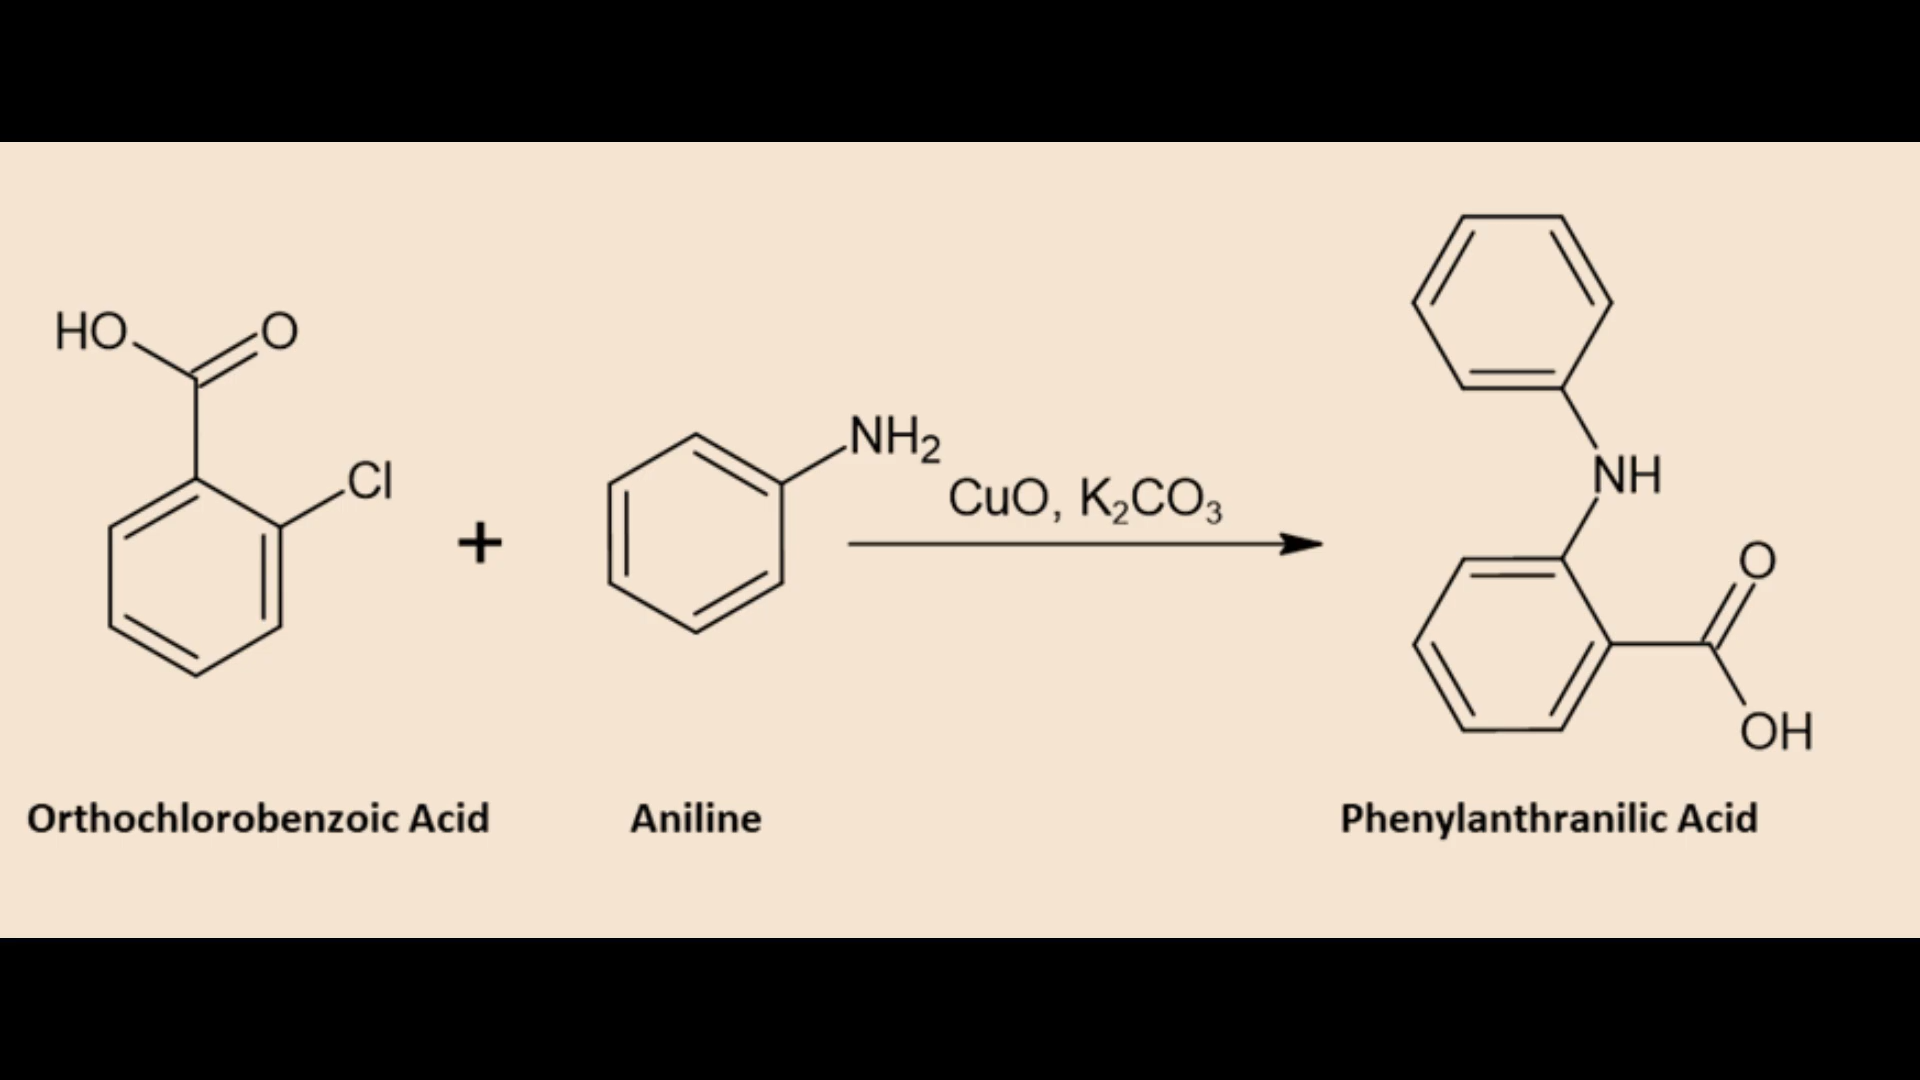 HO
O
Cl
+
NH₂
CuO, K₂CO₃
NH
O
OH
Orthochlorobenzoic Acid
Aniline
Phenylanthranilic Acid